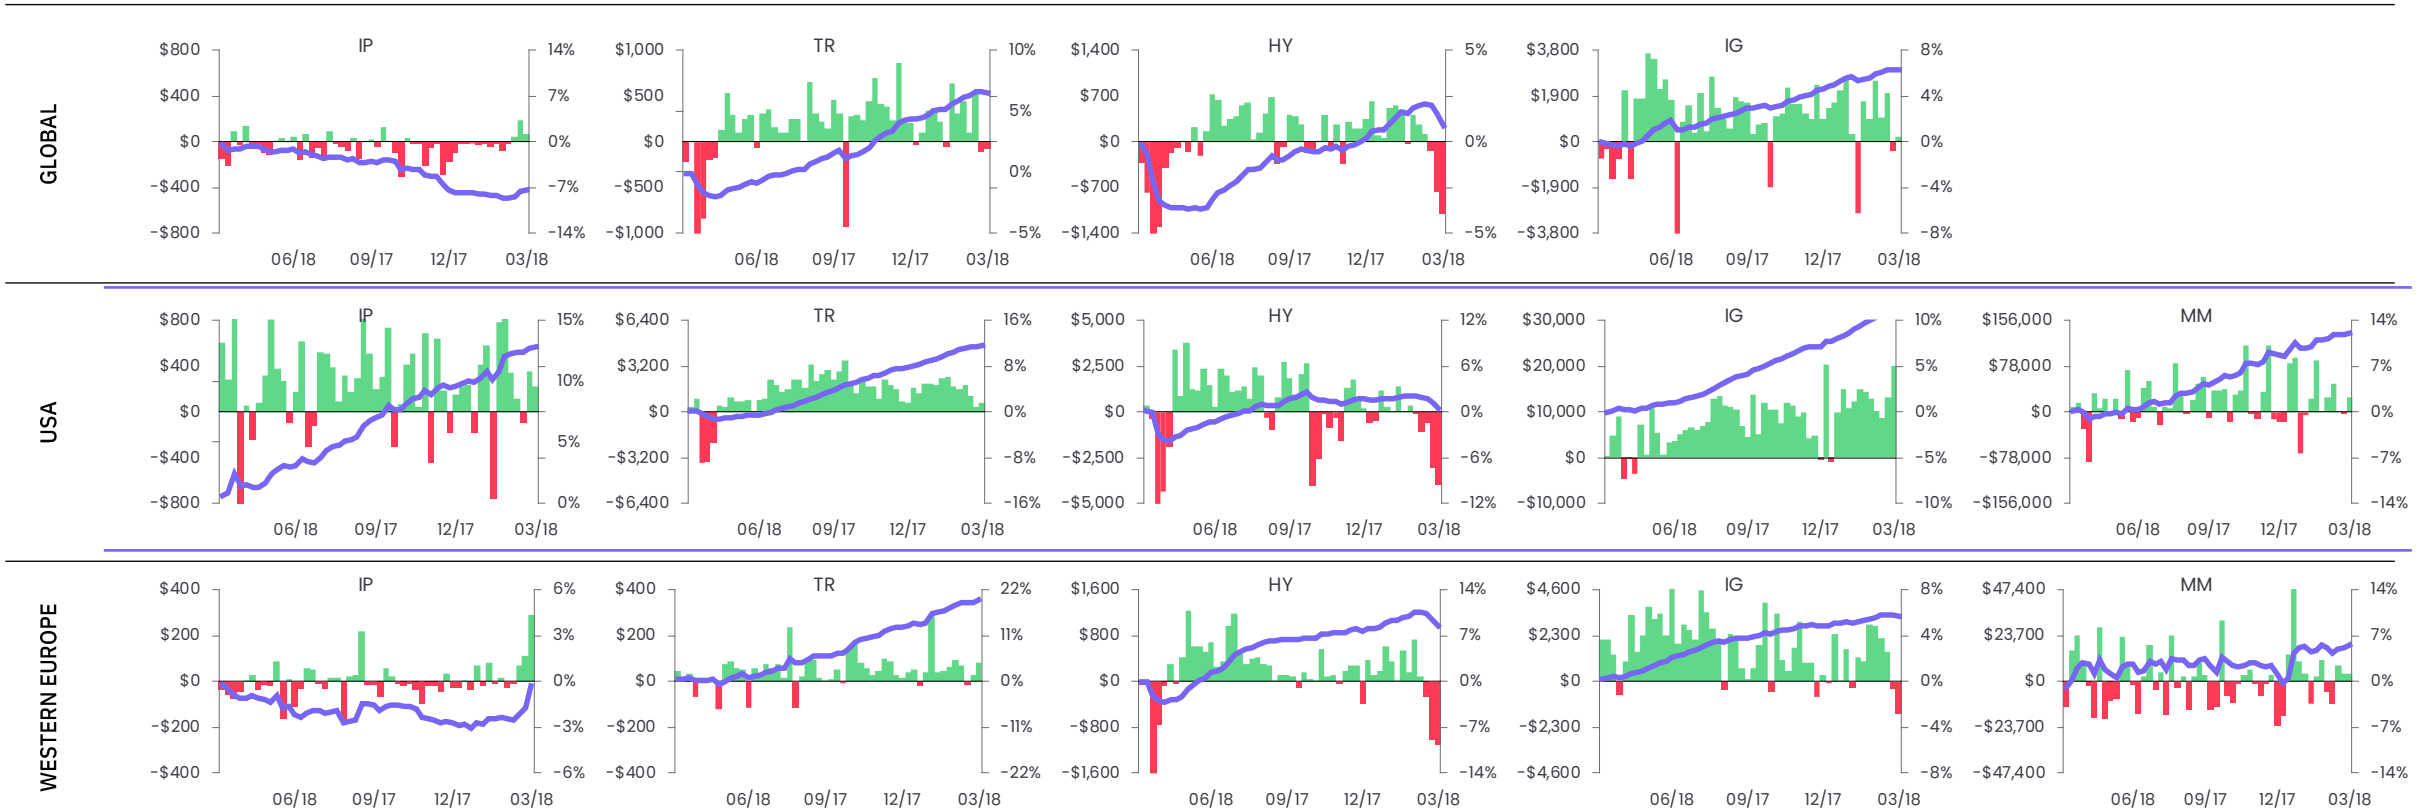 GLOBAL
IP
$800 14%
$400 7%
$0 0%
-$400 -7%
-$800 -14%
06/18 09/17 12/17 03/18
TR
$1,000 10%
$500 5%
$0
-$500 0%
-$1,000 -5%
06/18 09/17 12/17 03/18
HY
$1,400 5%
$700
$0 0%
-$700
-$1,400 -5%
06/18 09/17 12/17 03/18
IG
$3,800 8%
$1,900 4%
$0 0%
-$1,900 -4%
-$3,800 -8%
06/18 09/17 12/17 03/18
USA
IP
$800 15%
$400 10%
$0
-$400 5%
-$800 0%
06/18 09/17 12/17 03/18
TR
$6,400 16%
$3,200 8%
$0 0%
-$3,200 -8%
-$6,400 -16%
06/18 09/17 12/17 03/18
HY
$5,000 12%
$2,500 6%
$0 0%
-$2,500 -6%
-$5,000 -12%
06/18 09/17 12/17 03/18
IG
$30,000 10%
$20,000 5%
$10,000 0%
$0 -5%
-$10,000 -10%
06/18 09/17 12/17 03/18
MM
$156,000 14%
$78,000 7%
$0 0%
-$78,000 -7%
-$156,000 -14%
06/18 09/17 12/17 03/18
WESTERN EUROPE
IP
$400 6%
$200 3%
$0 0%
-$200 -3%
-$400 -6%
06/18 09/17 12/17 03/18
TR
$400 22%
$200 11%
$0 0%
-$200 -11%
-$400 -22%
06/18 09/17 12/17 03/18
HY
$1,600 14%
$800 7%
$0 0%
-$800 -7%
-$1,600 -14%
06/18 09/17 12/17 03/18
IG
$4,600 8%
$2,300 4%
$0 0%
-$2,300 -4%
-$4,600 -8%
06/18 09/17 12/17 03/18
MM
$47,400 14%
$23,700 7%
$0 0%
-$23,700 -7%
-$47,400 -14%
06/18 09/17 12/17 03/18